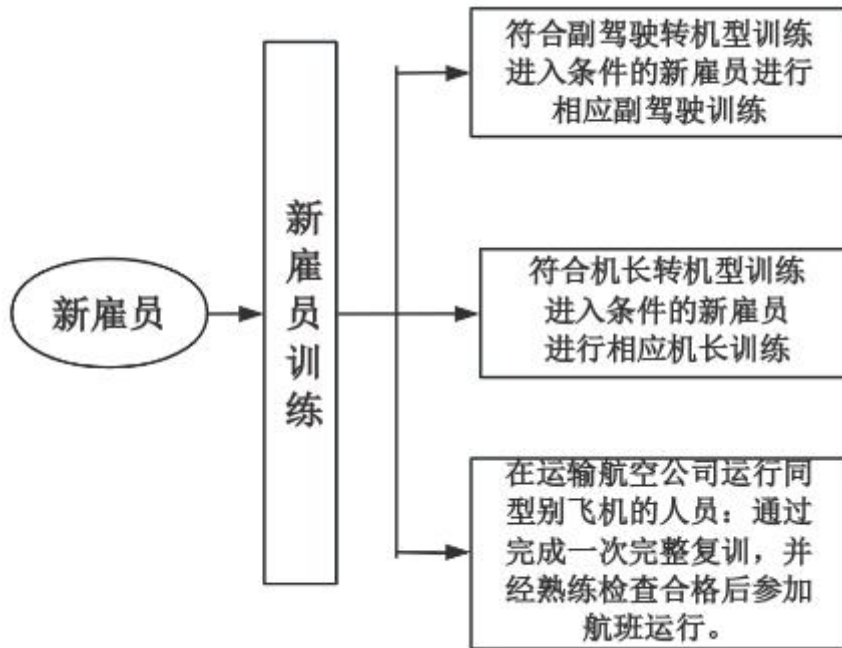 新雇员
新雇员训练
符合副驾驶转机型训练
进入条件的新雇员进行
相应副驾驶训练
符合机长转机型训练
进入条件的新雇员
进行相应机长训练
在运输航空公司运行同
型别飞机的人员：通过
完成一次完整复训，并
经熟练检查合格后参加
航班运行。